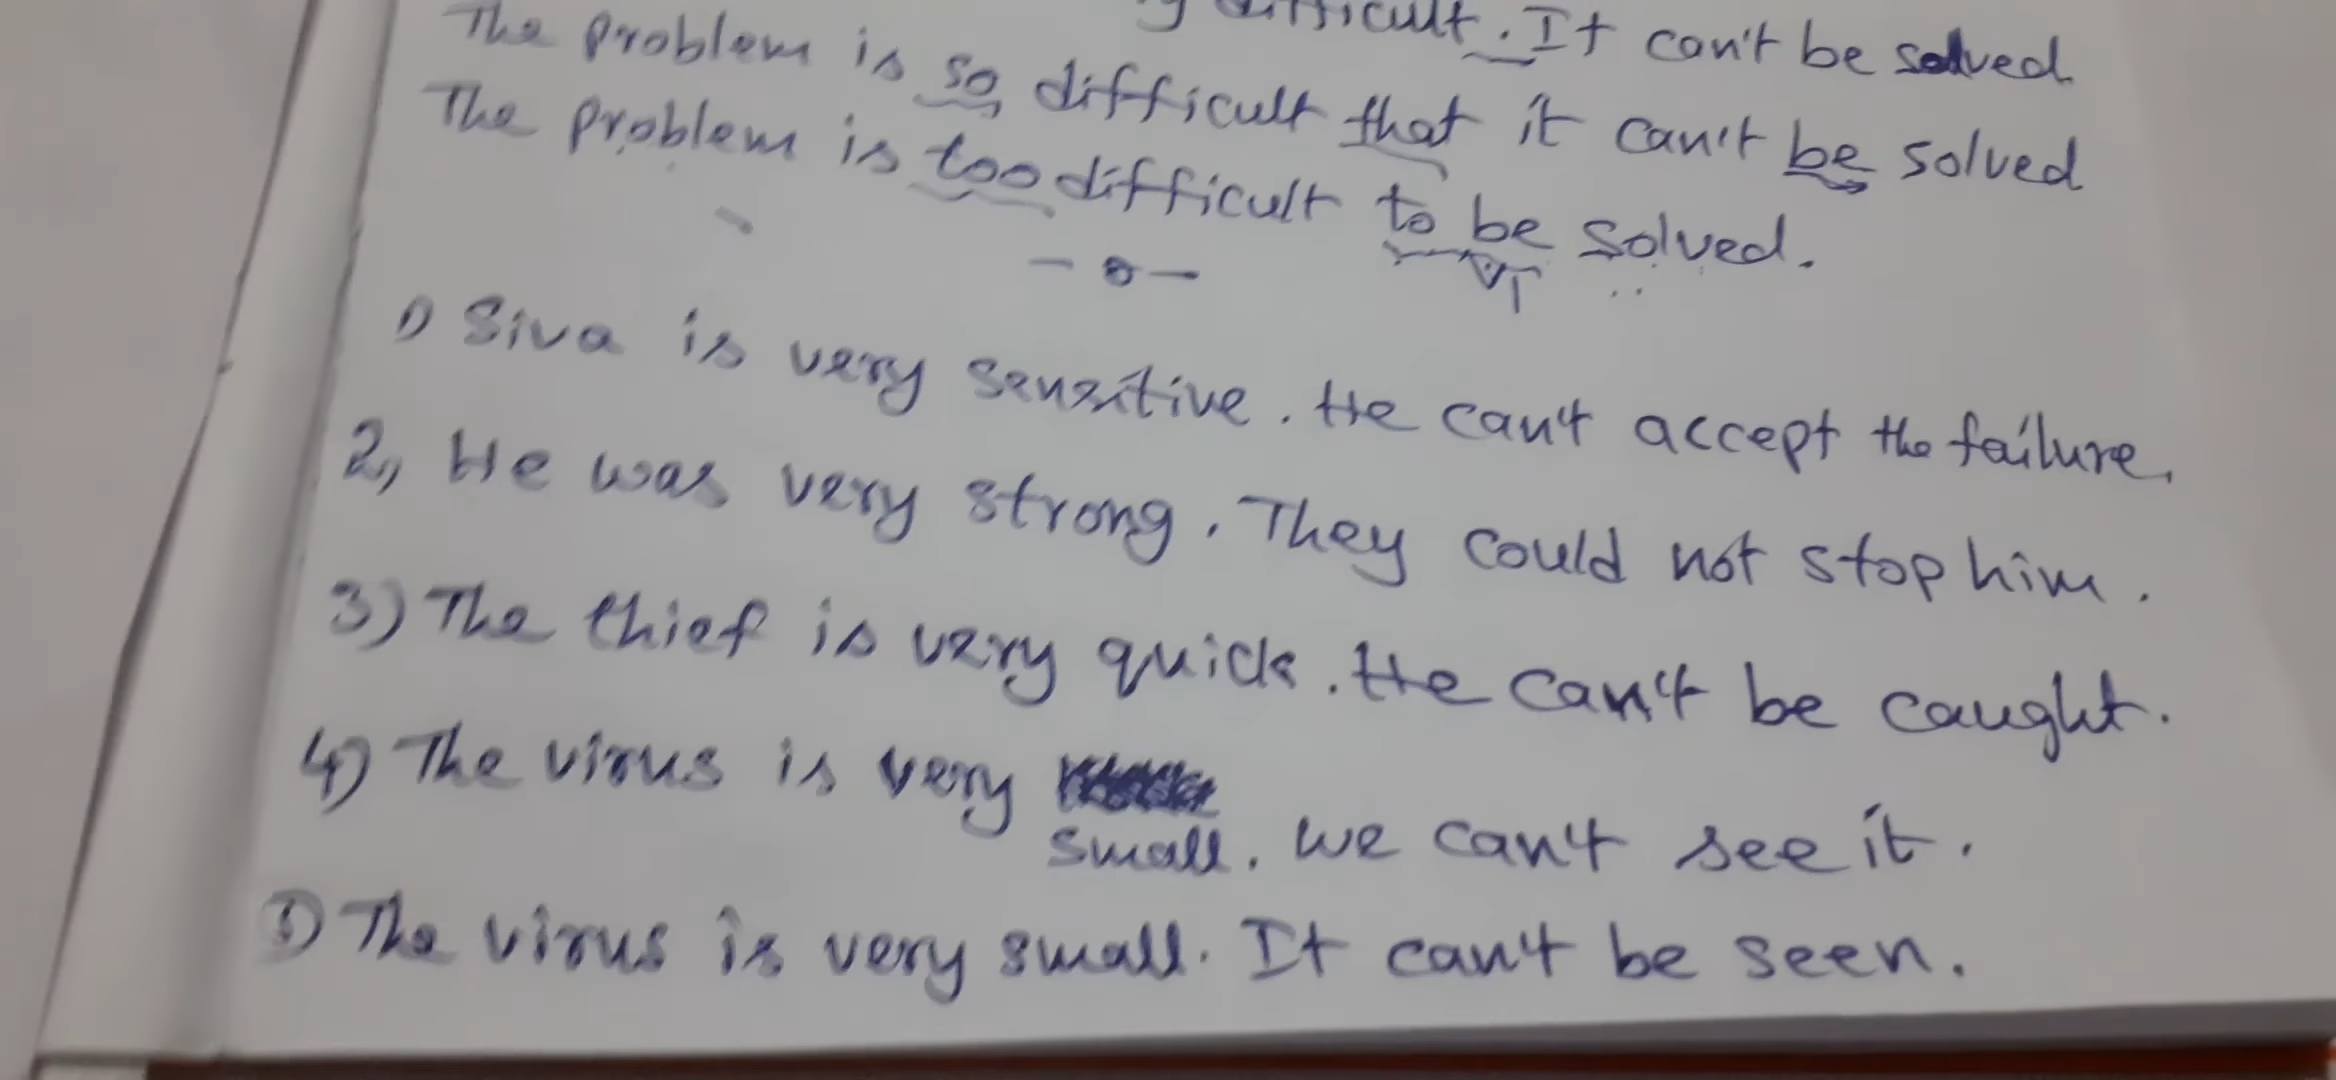 difficult. It can't be solved
The problem is so difficult that it can't be solved
The problem is too difficult to be solved.
1) Siva is very sensitive. He can't accept the failure.
2,, He was very strong. They could not stop him.
3) The thief is very quick. He can't be caught.
4) The virus is very
small. We can't see it.
5) The virus is very small. It can't be seen.